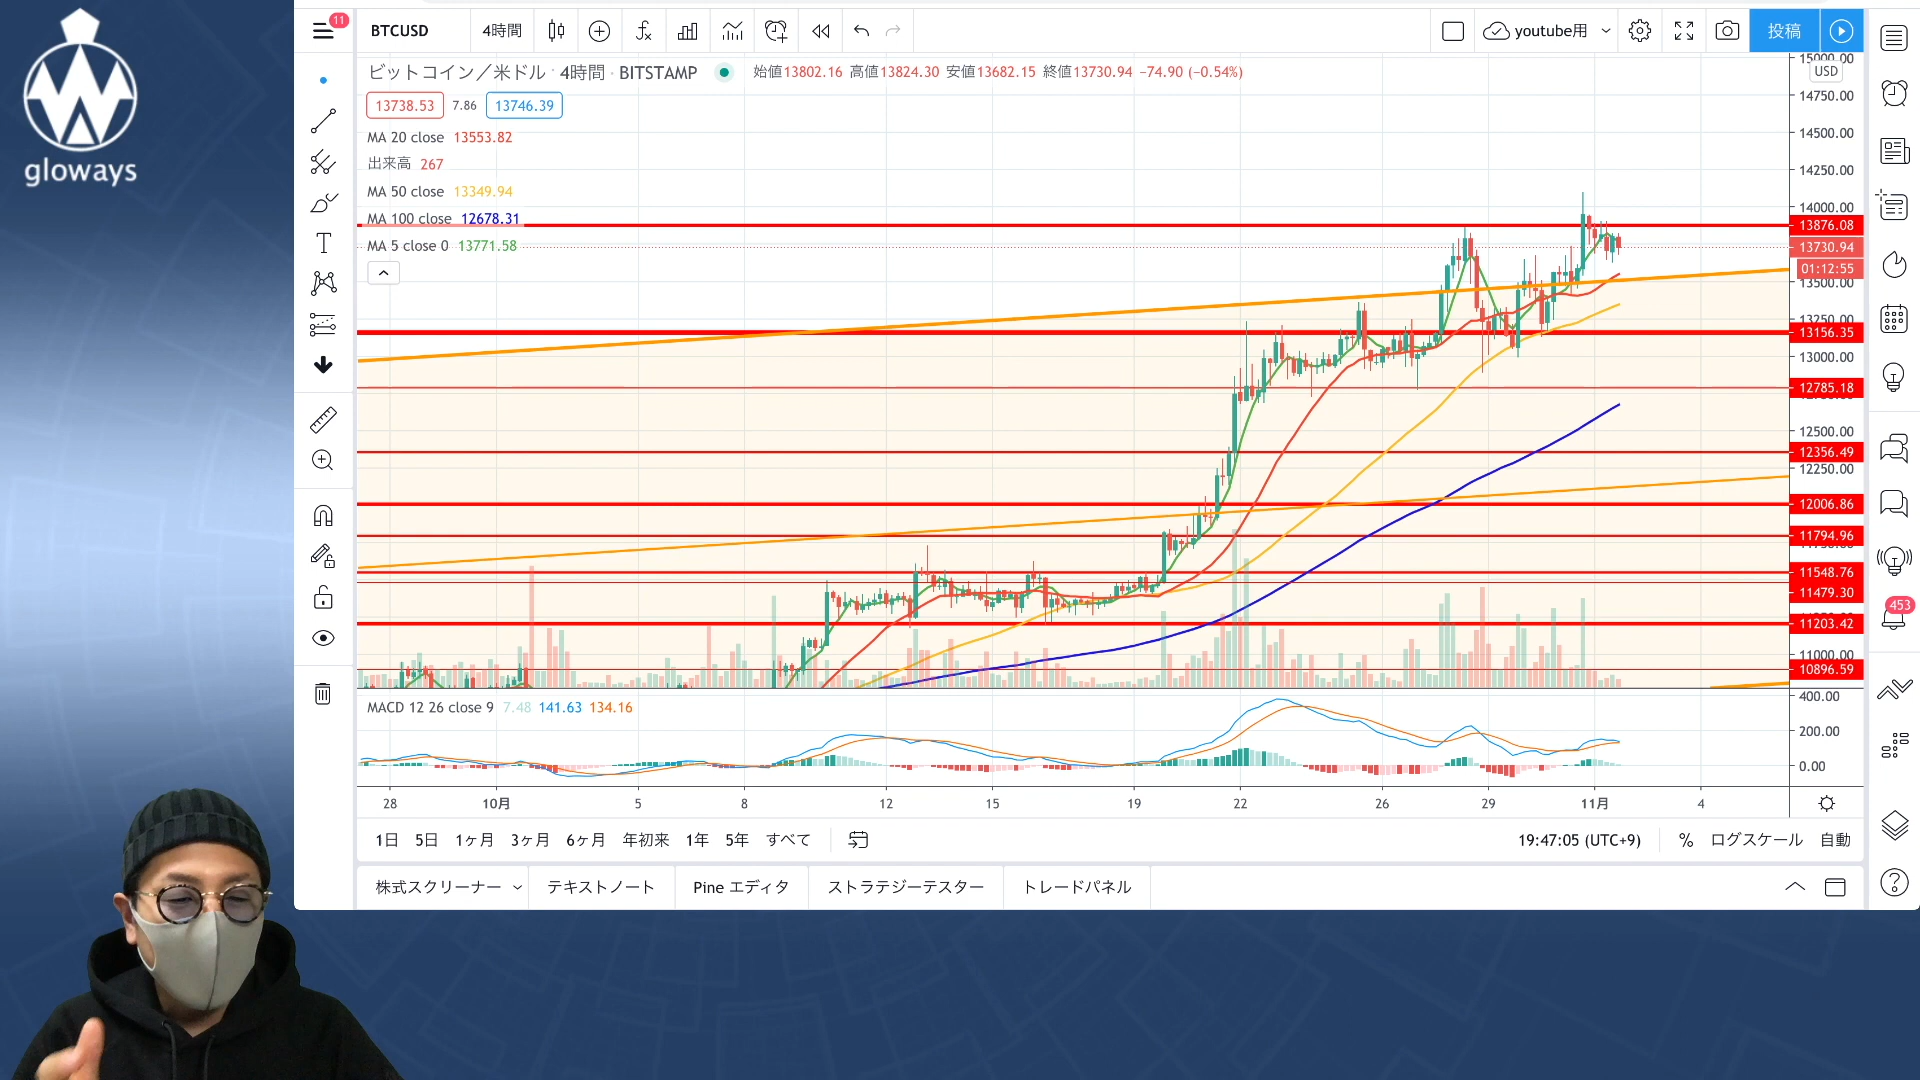 gloways
11
BTCUSD
4時間
youtube用
投稿
ビットコイン／米ドル · 4時間 · BITSTAMP
始値13802.16 高値13824.30 安値13682.15 終値13730.94 −74.90 (−0.54%)
13738.53 7.86 13746.39
MA 20 close 13553.82
出来高 267
MA 50 close 13349.94
MA 100 close 12678.31
MA 5 close 0 13771.58
USD
14750.00
14500.00
14250.00
14000.00
13876.08
13730.94
01:12:55
13500.00
13156.35
13000.00
12785.18
12500.00
12356.49
12250.00
12006.86
11794.96
11548.76
11479.30
11203.42
11000.00
10896.59
453
MACD 12 26 close 9 7.48 141.63 134.16
400.00
200.00
0.00
28 10月 5 8 12 15 19 22 26 29 11月 4
1日 5日 1ヶ月 3ヶ月 6ヶ月 年初来 1年 5年 すべて
19:47:05 (UTC+9) % ログスケール 自動
株式スクリーナー テキストノート Pine エディタ ストラテジーテスター トレードパネル